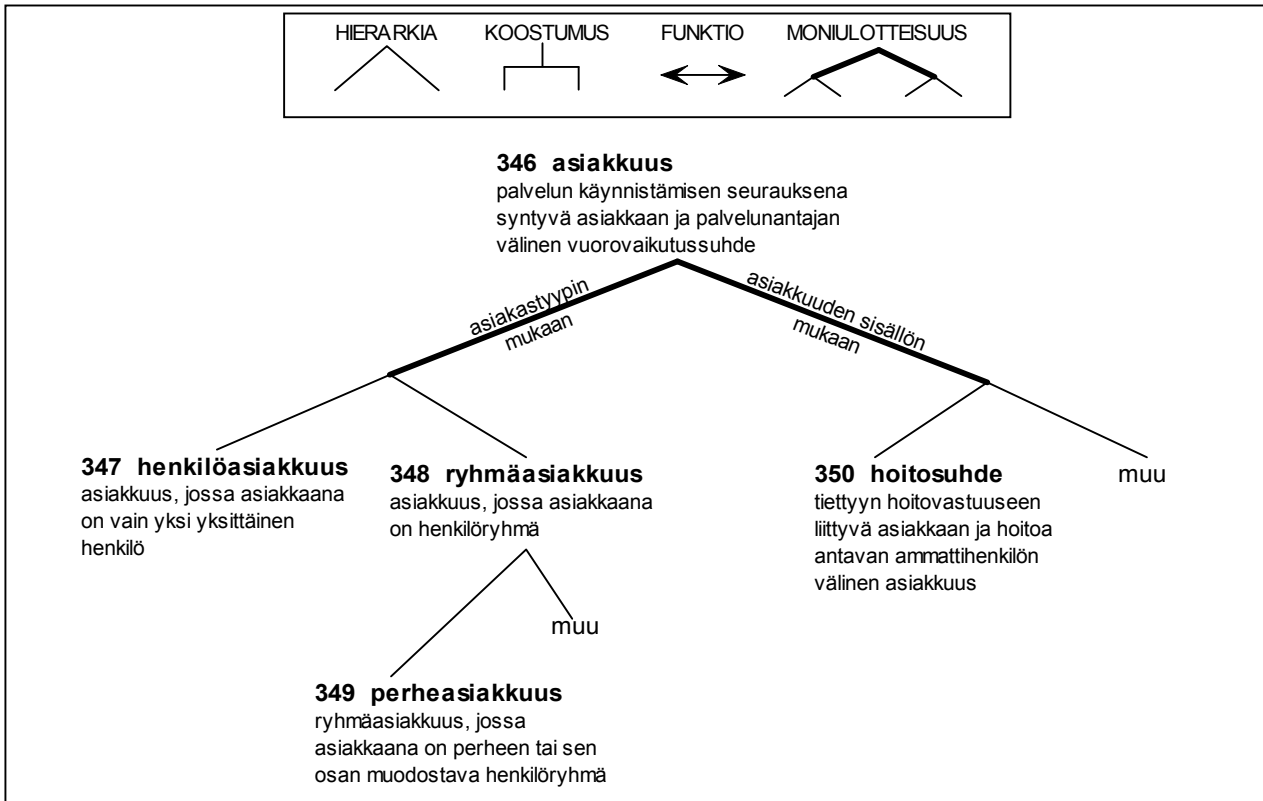 HIERARKIA KOOSTUMUS FUNKTIO MONIULOTTEISUUS
346 asiakkuus
palvelun käynnistämisen seurauksena
syntyvä asiakkaan ja palvelunantajan
välinen vuorovaikutussuhde
asiakastyypin
mukaan
asiakkuuden sisällön
mukaan
347 henkilöasiakkuus
asiakkuus, jossa asiakkaana
on vain yksi yksittäinen
henkilö
348 ryhmäasiakkuus
asiakkuus, jossa asiakkaana
on henkilöryhmä
350 hoitosuhde
tiettyyn hoitovastuuseen
liittyvä asiakkaan ja hoitoa
antavan ammattihenkilön
välinen asiakkuus
muu
muu
349 perheasiakkuus
ryhmäasiakkuus, jossa
asiakkaana on perheen tai sen
osan muodostava henkilöryhmä